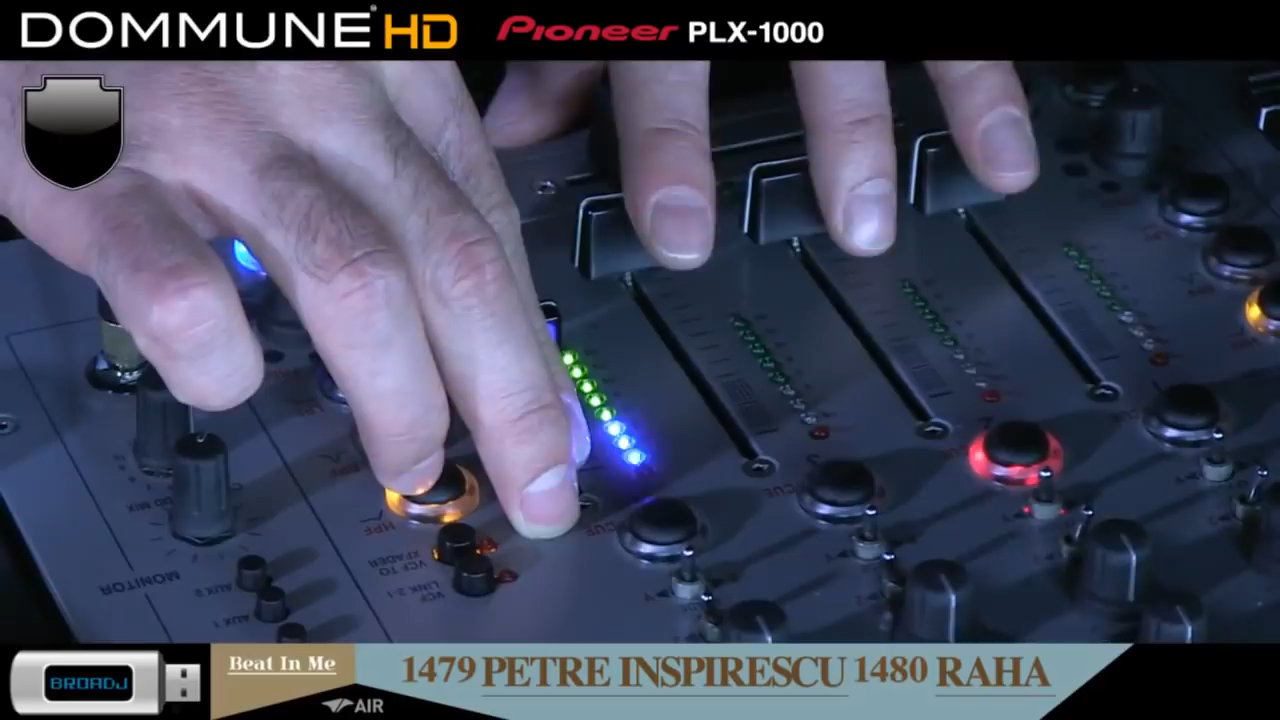 DOMMUNE HD Pioneer PLX-1000
CUE
CUE
HPF
VCF TO
XFADER
VCF
LINK 2-1
MONITOR
AUX 2
AUX 1
BROADJ
Beat In Me
AIR
1479 PETRE INSPIRESCU 1480 RAHA